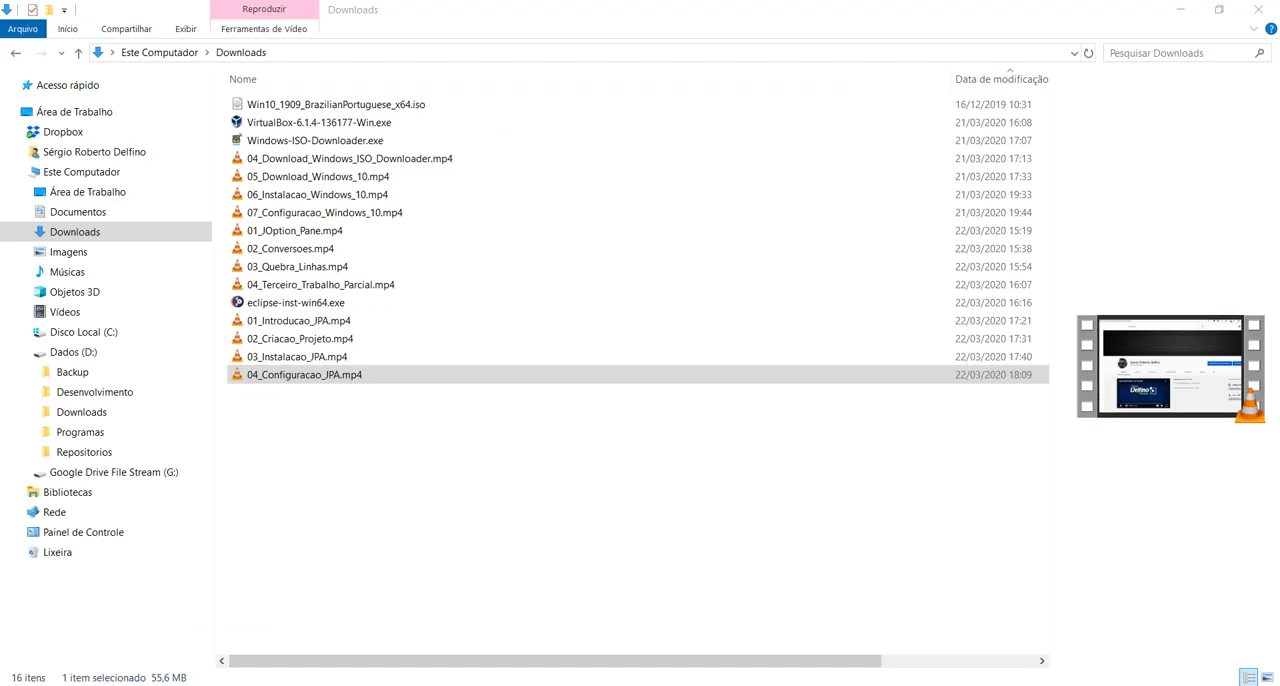 Reproduzir
Downloads
Arquivo
Início
Compartilhar
Exibir
Ferramentas de Vídeo
Este Computador
Downloads
Pesquisar Downloads
Nome
Data de modificação
Acesso rápido
Área de Trabalho
Dropbox
Sérgio Roberto Delfino
Este Computador
Área de Trabalho
Documentos
Downloads
Imagens
Músicas
Objetos 3D
Vídeos
Disco Local (C:)
Dados (D:)
Backup
Desenvolvimento
Downloads
Programas
Repositorios
Google Drive File Stream (G:)
Bibliotecas
Rede
Painel de Controle
Lixeira
Win10_1909_BrazilianPortuguese_x64.iso 16/12/2019 10:31
VirtualBox-6.1.4-136177-Win.exe 21/03/2020 16:08
Windows-ISO-Downloader.exe 21/03/2020 17:07
04_Download_Windows_ISO_Downloader.mp4 21/03/2020 17:13
05_Download_Windows_10.mp4 21/03/2020 17:33
06_Instalacao_Windows_10.mp4 21/03/2020 19:33
07_Configuracao_Windows_10.mp4 21/03/2020 19:44
01_JOption_Pane.mp4 22/03/2020 15:19
02_Conversoes.mp4 22/03/2020 15:38
03_Quebra_Linhas.mp4 22/03/2020 15:54
04_Terceiro_Trabalho_Parcial.mp4 22/03/2020 16:07
eclipse-inst-win64.exe 22/03/2020 16:16
01_Introducao_JPA.mp4 22/03/2020 17:21
02_Criacao_Projeto.mp4 22/03/2020 17:31
03_Instalacao_JPA.mp4 22/03/2020 17:40
04_Configuracao_JPA.mp4 22/03/2020 18:09
Delfino
16 itens 1 item selecionado 55,6 MB